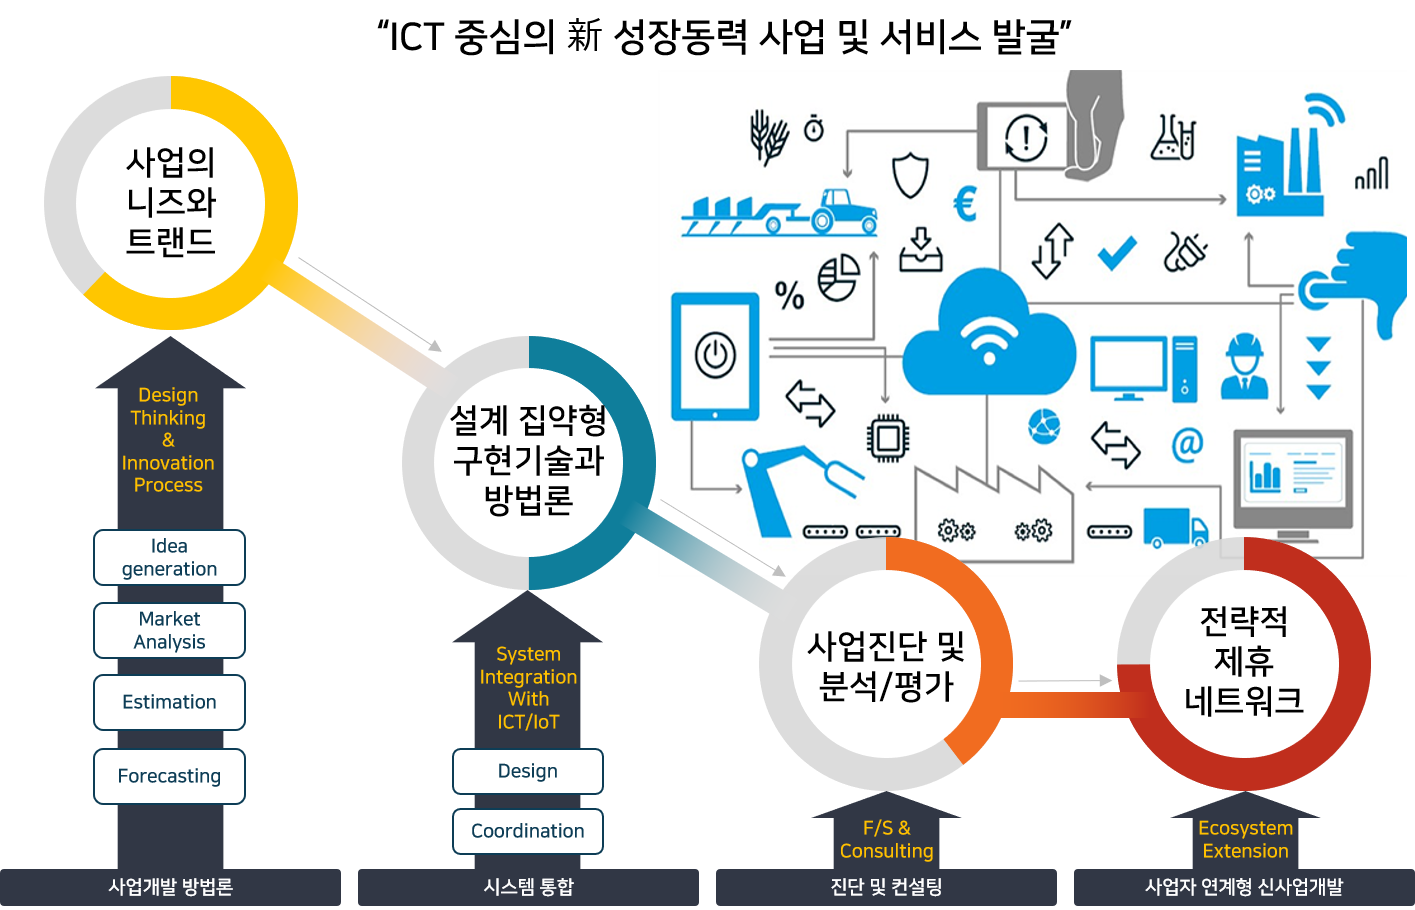 “ICT 중심의 新 성장동력 사업 및 서비스 발굴”
사업의
니즈와
트랜드
Design
Thinking
&
Innovation
Process
Idea
generation
Market
Analysis
Estimation
Forecasting
사업개발 방법론
설계 집약형
구현기술과
방법론
System
Integration
With
ICT/IoT
Design
Coordination
시스템 통합
사업진단 및
분석/평가
F/S &
Consulting
진단 및 컨설팅
전략적
제휴
네트워크
Ecosystem
Extension
사업자 연계형 신사업개발
€
%
@
!